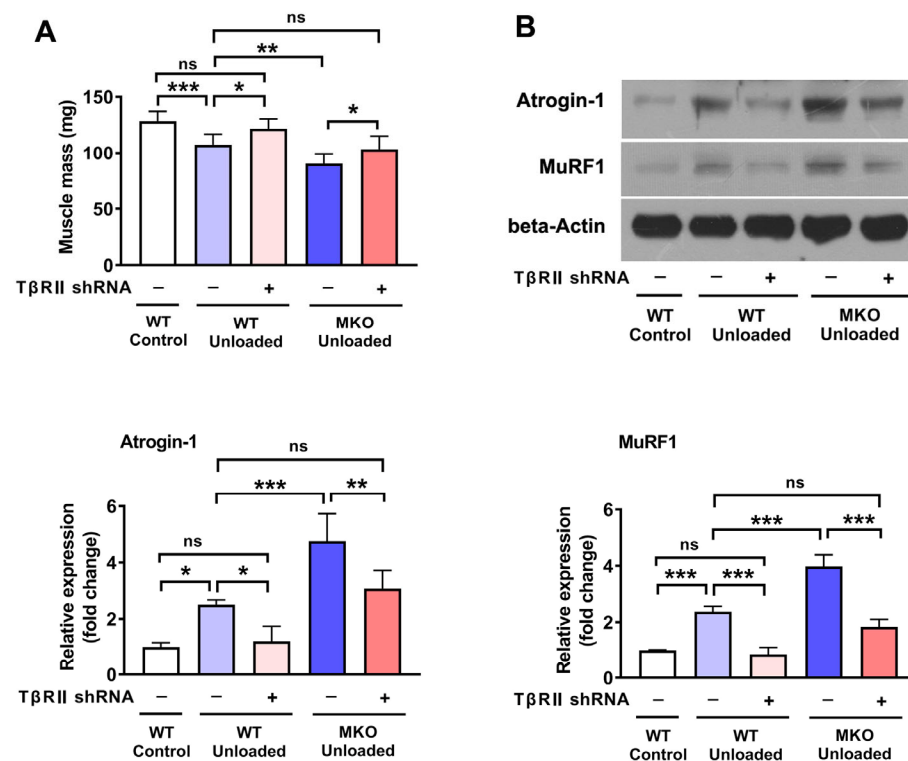 A
ns
ns
**
***
*
*
Muscle mass (mg)
150
100
50
0
TβRII shRNA
– – + – +
WT
Control
WT
Unloaded
MKO
Unloaded
B
Atrogin-1
MuRF1
beta-Actin
TβRII shRNA
– – + – +
WT
Control
WT
Unloaded
MKO
Unloaded
Atrogin-1
ns
***
**
ns
*
*
Relative expression
(fold change)
6
4
2
0
TβRII shRNA
– – + – +
WT
Control
WT
Unloaded
MKO
Unloaded
MuRF1
ns
***
***
ns
***
***
Relative expression
(fold change)
6
4
2
0
TβRII shRNA
– – + – +
WT
Control
WT
Unloaded
MKO
Unloaded